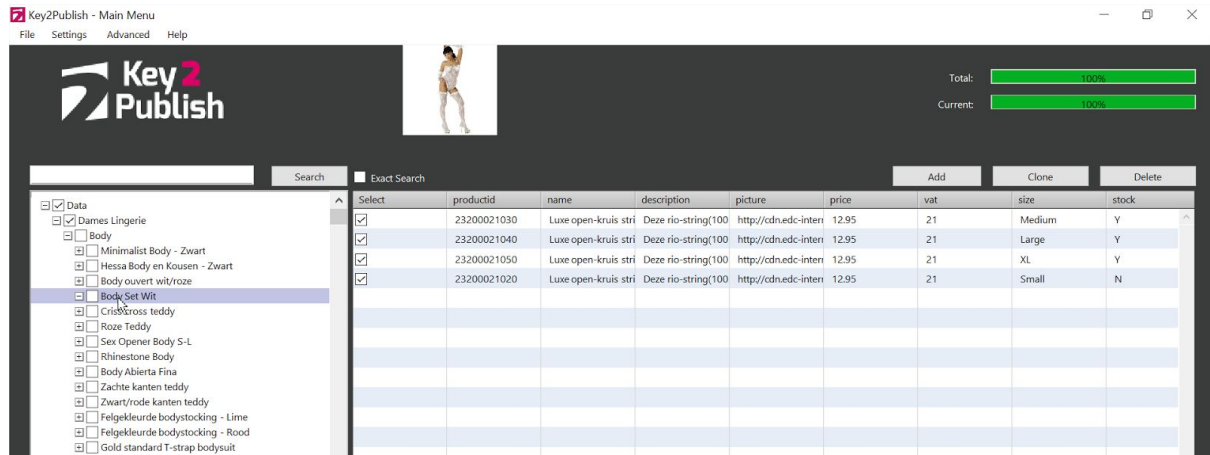 Key2Publish - Main Menu
File Settings Advanced Help
Key 2
Publish
Total: 100%
Current: 100%
Search
Exact Search
Add Clone Delete
Data
Dames Lingerie
Body
Minimalist Body - Zwart
Hessa Body en Kousen - Zwart
Body ouvert wit/roze
Body Set Wit
Crisscross teddy
Roze Teddy
Sex Opener Body S-L
Rhinestone Body
Body Abierta Fina
Zachte kanten teddy
Zwart/rode kanten teddy
Felgekleurde bodystocking - Lime
Felgekleurde bodystocking - Rood
Gold standard T-strap bodysuit
Select productid name description picture price vat size stock
23200021030 Luxe open-kruis stri Deze rio-string(100 http://cdn.edc-intern 12.95 21 Medium Y
23200021040 Luxe open-kruis stri Deze rio-string(100 http://cdn.edc-intern 12.95 21 Large Y
23200021050 Luxe open-kruis stri Deze rio-string(100 http://cdn.edc-intern 12.95 21 XL Y
23200021020 Luxe open-kruis stri Deze rio-string(100 http://cdn.edc-intern 12.95 21 Small N